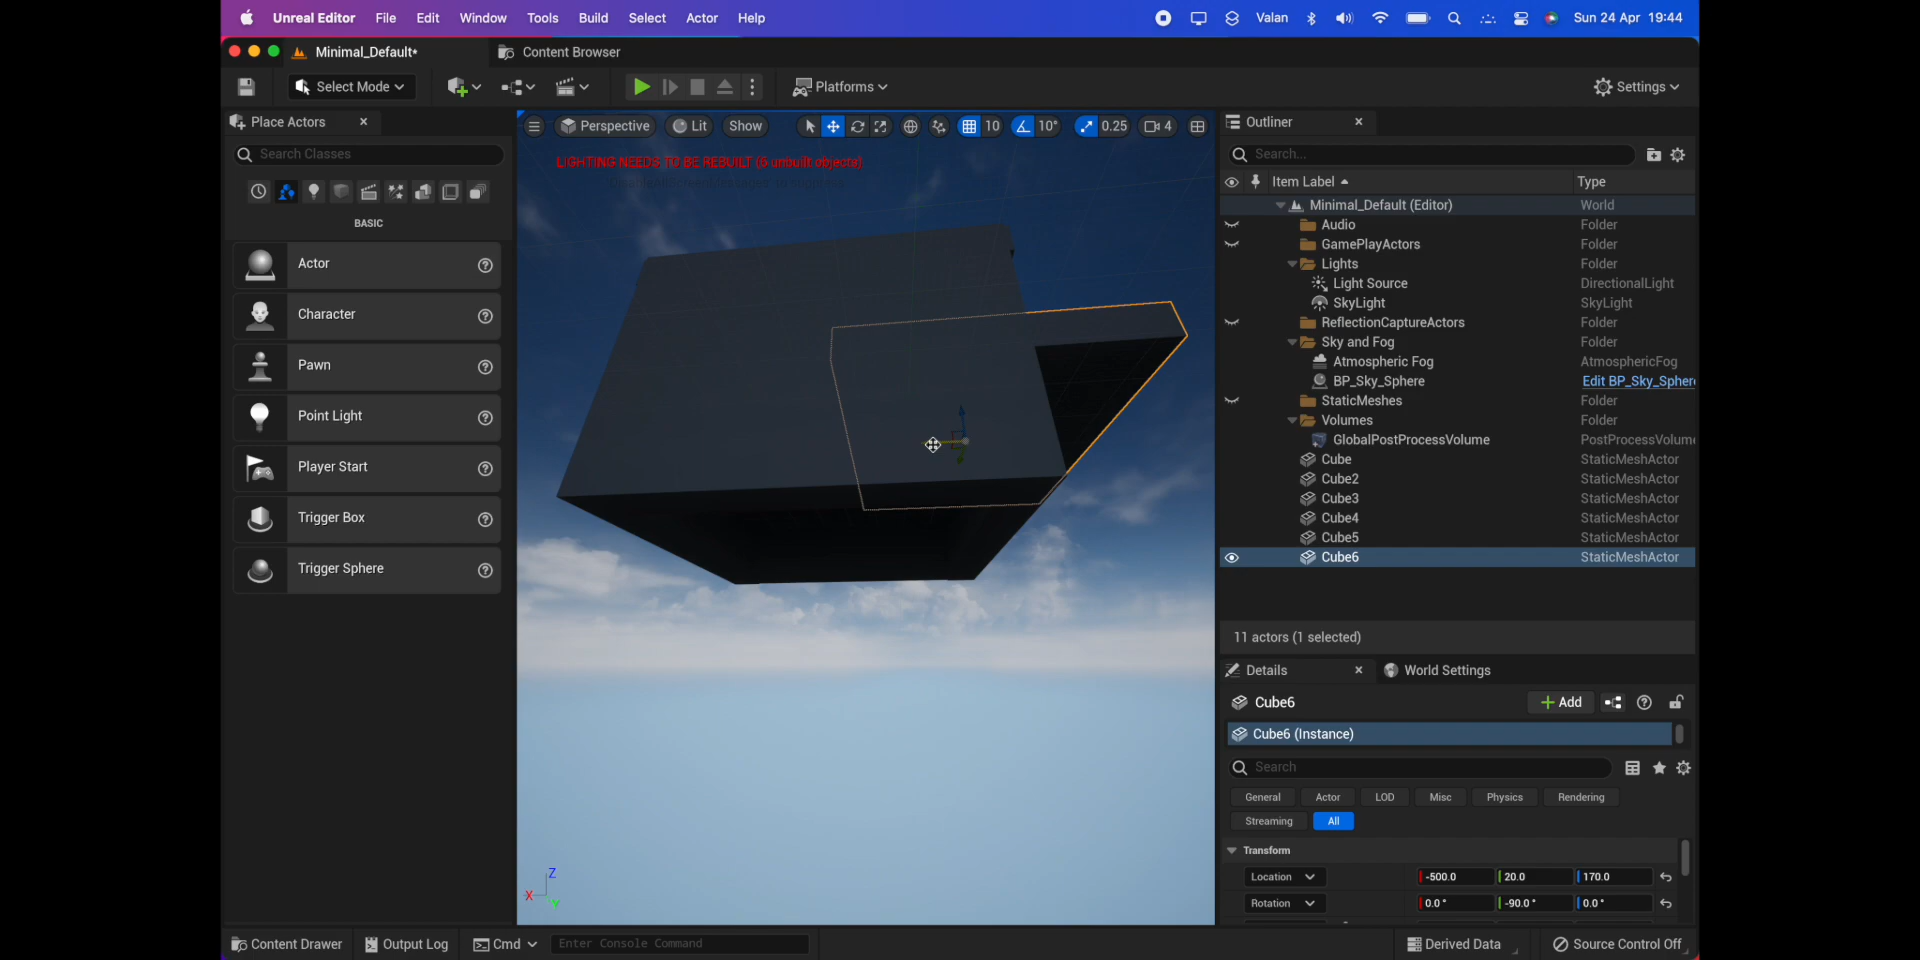 Unreal Editor File Edit Window Tools Build Select Actor Help Valan Sun 24 Apr 19:44
Minimal_Default* Content Browser
Select Mode Platforms Settings
Place Actors
Search Classes
BASIC
Actor
Character
Pawn
Point Light
Player Start
Trigger Box
Trigger Sphere
Perspective Lit Show 10 10° 0.25 4
LIGHTING NEEDS TO BE REBUILT (6 unbuilt objects)
Z
X
Y
Outliner
Search...
Item Label Type
Minimal_Default (Editor) World
Audio Folder
GamePlayActors Folder
Lights Folder
Light Source DirectionalLight
SkyLight SkyLight
ReflectionCaptureActors Folder
Sky and Fog Folder
Atmospheric Fog AtmosphericFog
BP_Sky_Sphere Edit BP_Sky_Spher
StaticMeshes Folder
Volumes Folder
GlobalPostProcessVolume PostProcessVolum
Cube StaticMeshActor
Cube2 StaticMeshActor
Cube3 StaticMeshActor
Cube4 StaticMeshActor
Cube5 StaticMeshActor
Cube6 StaticMeshActor
11 actors (1 selected)
Details World Settings
Cube6 Add
Cube6 (Instance)
Search
General Actor LOD Misc Physics Rendering
Streaming All
Transform
Location -500.0 20.0 170.0
Rotation 0.0° -90.0° 0.0°
Content Drawer Output Log Cmd Enter Console Command Derived Data Source Control Off